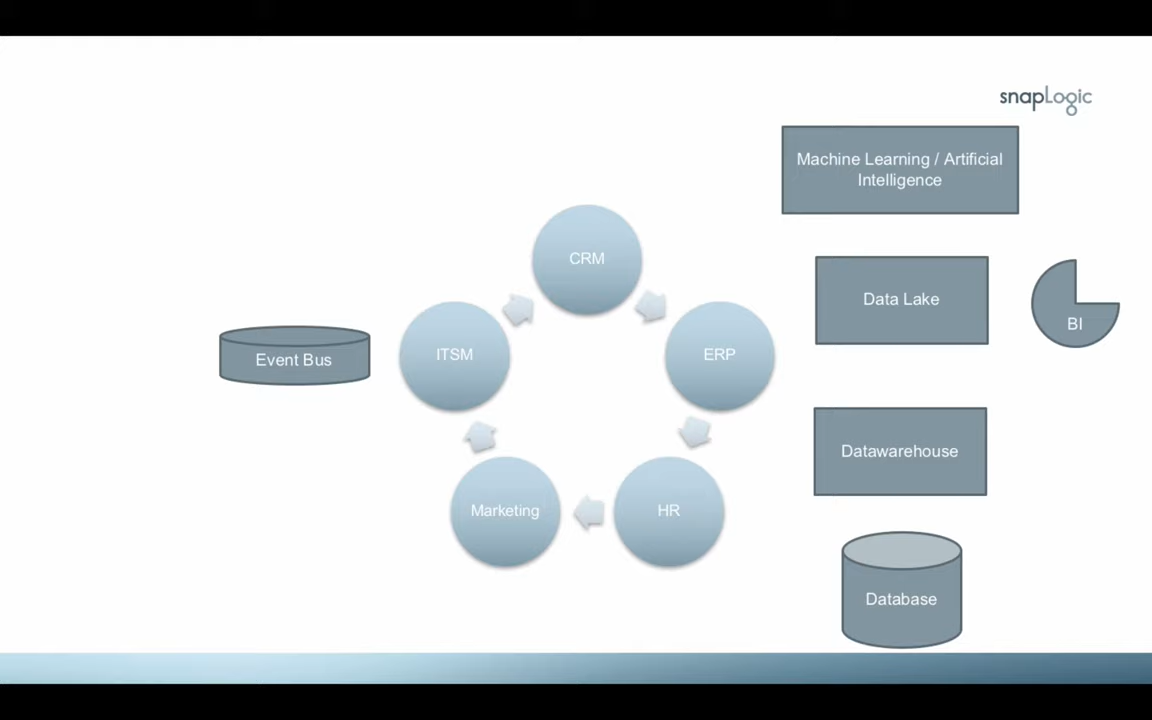 snapLogic
Machine Learning / Artificial
Intelligence
CRM
Data Lake
BI
ITSM
ERP
Event Bus
Datawarehouse
Marketing
HR
Database